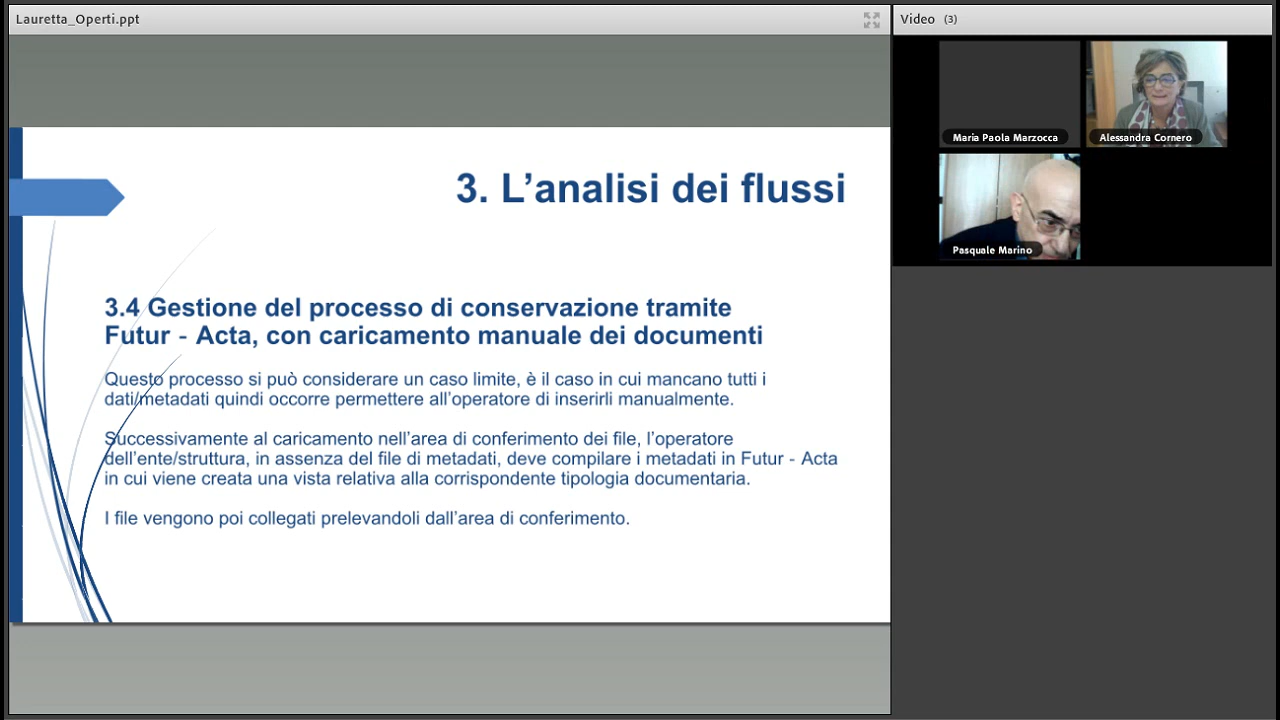 Lauretta_Operti.ppt
3. L’analisi dei flussi
3.4 Gestione del processo di conservazione tramite
Futur - Acta, con caricamento manuale dei documenti
Questo processo si può considerare un caso limite, è il caso in cui mancano tutti i
dati/metadati quindi occorre permettere all’operatore di inserirli manualmente.
Successivamente al caricamento nell’area di conferimento dei file, l’operatore
dell’ente/struttura, in assenza del file di metadati, deve compilare i metadati in Futur - Acta
in cui viene creata una vista relativa alla corrispondente tipologia documentaria.
I file vengono poi collegati prelevandoli dall’area di conferimento.
Video (3)
Maria Paola Marzocca
Alessandra Cornero
Pasquale Marino